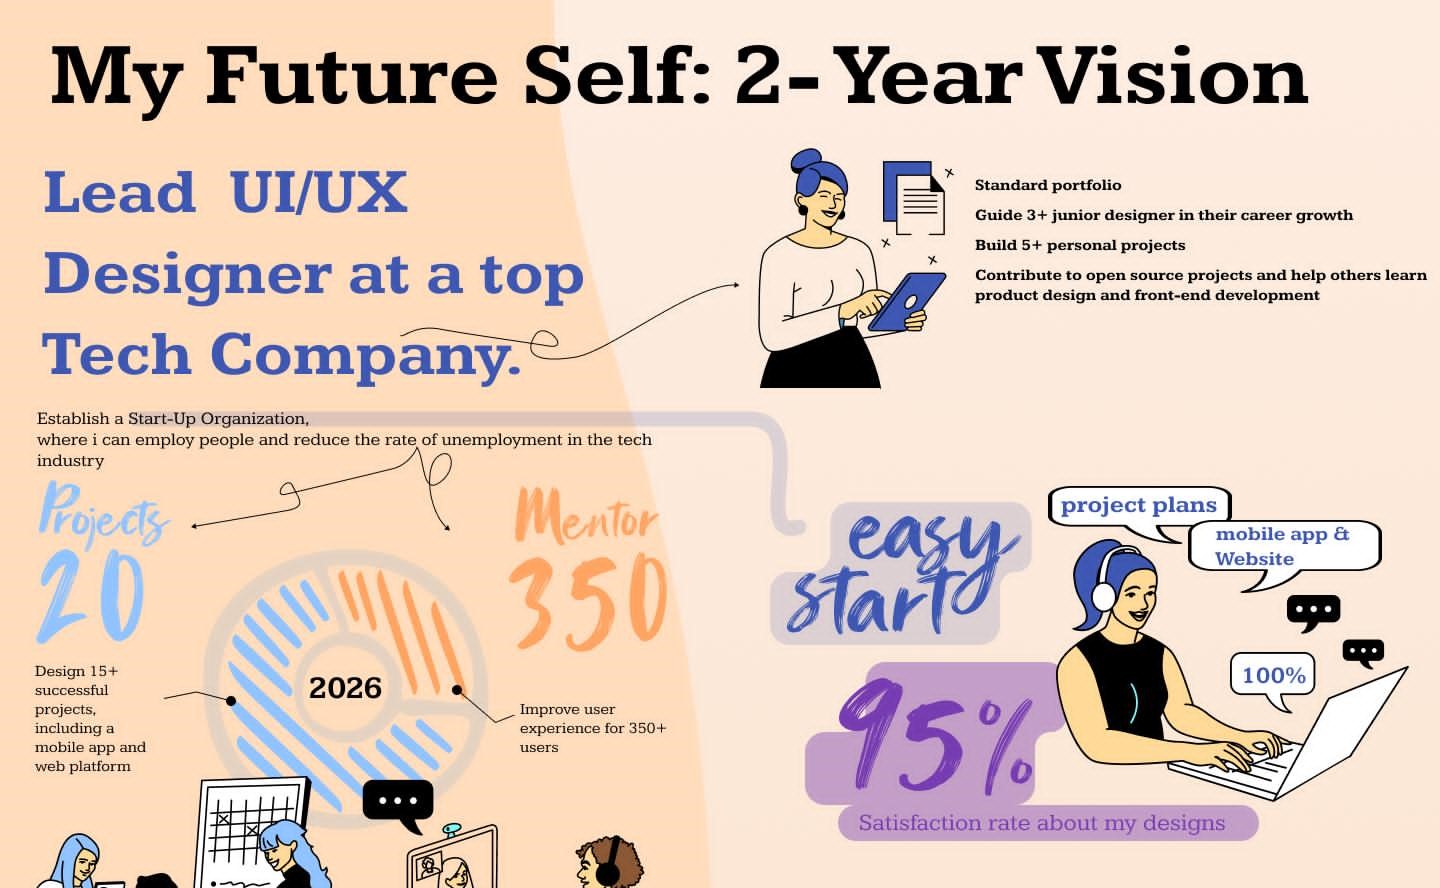 My Future Self: 2- Year Vision
Lead UI/UX
Designer at a top
Tech Company.
Standard portfolio
Guide 3+ junior designer in their career growth
Build 5+ personal projects
Contribute to open source projects and help others learn
product design and front-end development
Establish a Start-Up Organization,
where i can employ people and reduce the rate of unemployment in the tech
industry
Projects
20
Design 15+
successful
projects,
including a
mobile app and
web platform
2026
Mentor
350
Improve user
experience for 350+
users
easy
start
project plans
mobile app &
Website
100%
95%
Satisfaction rate about my designs